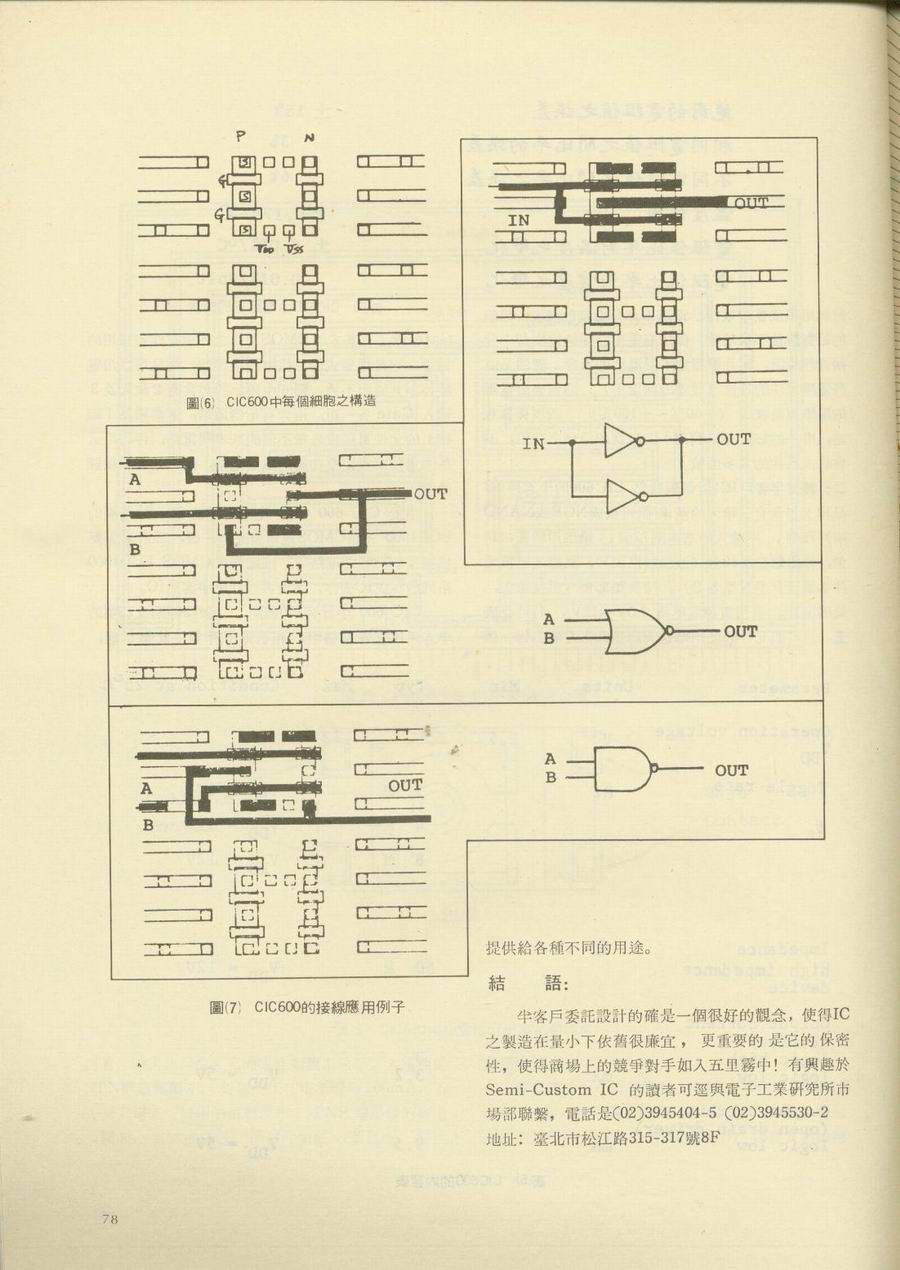 P N
G
G
VDD VSS
圖(6) CIC600中每個細胞之構造
IN
OUT
IN
OUT
A
B
OUT
A
B
OUT
A
B
OUT
A
B
OUT
圖(7) CIC600的接線應用例子
提供給各種不同的用途。
結 語:
半客戶委託設計的確是一個很好的觀念，使得IC
之製造在量小下依舊很廉宜，更重要的是它的保密
性，使得商場上的競爭對手如入五里霧中！有興趣於
Semi-Custom IC 的讀者可逕與電子工業研究所市
場部聯繫，電話是(02)3945404-5 (02)3945530-2
地址：臺北市松江路315-317號8F
78